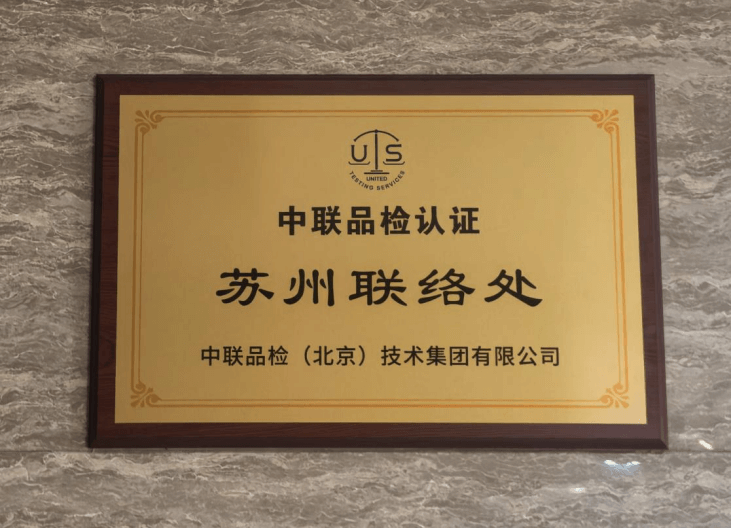 UTS
UNITED
TESTING SERVICES
中联品检认证
苏州联络处
中联品检（北京）技术集团有限公司